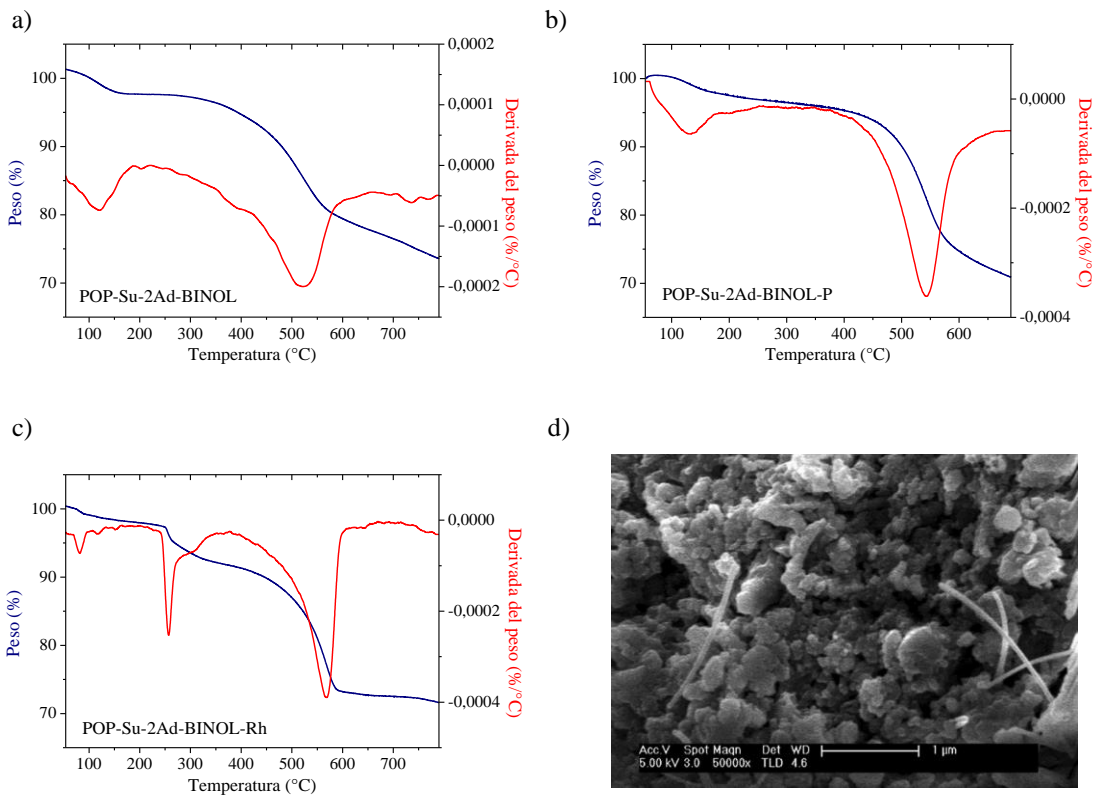 a)
0,0002
0,0001
0,0000
-0,0001
-0,0002
100
90
80
70
100 200 300 400 500 600 700
Peso (%)
Derivada del peso (%/°C)
POP-Su-2Ad-BINOL
Temperatura (°C)
b)
0,0000
-0,0002
-0,0004
100
90
80
70
100 200 300 400 500 600
Peso (%)
Derivada del peso (%/°C)
POP-Su-2Ad-BINOL-P
Temperatura (°C)
c)
0,0000
-0,0002
-0,0004
100
90
80
70
100 200 300 400 500 600 700
Peso (%)
Derivada del peso (%/°C)
POP-Su-2Ad-BINOL-Rh
Temperatura (°C)
d)
Acc.V Spot Magn Det WD
5.00 kV 3.0 50000x TLD 4.6
1 µm